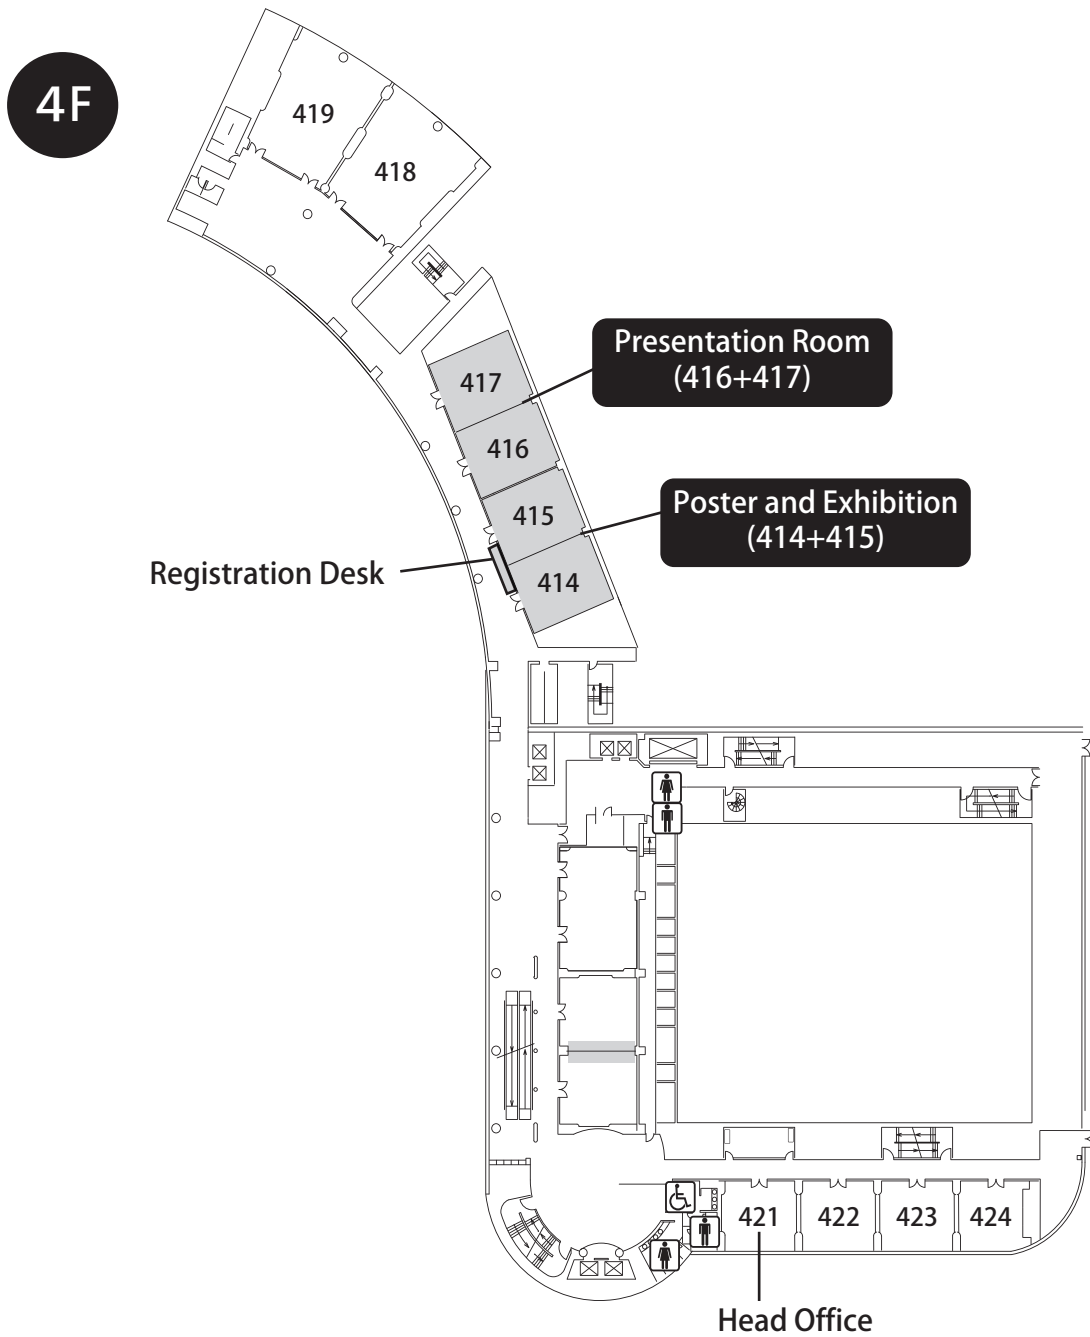 4F
419
418
Presentation Room
(416+417)
417
416
Poster and Exhibition
(414+415)
415
Registration Desk
414
421
422
423
424
Head Office